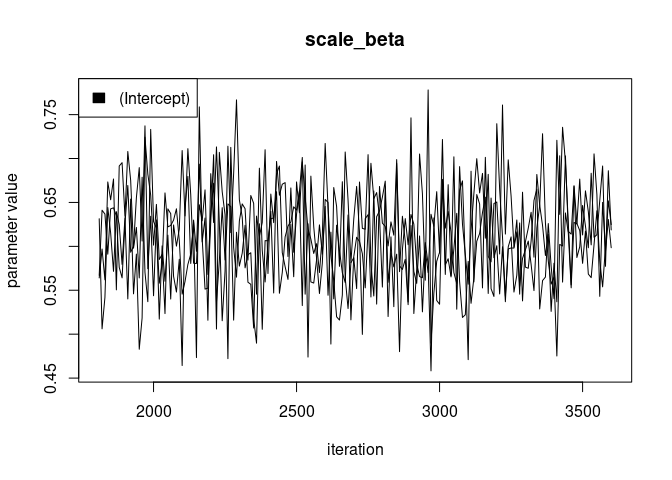 scale_beta
(Intercept)
parameter value
0.45
0.55
0.65
0.75
2000
2500
3000
3500
iteration